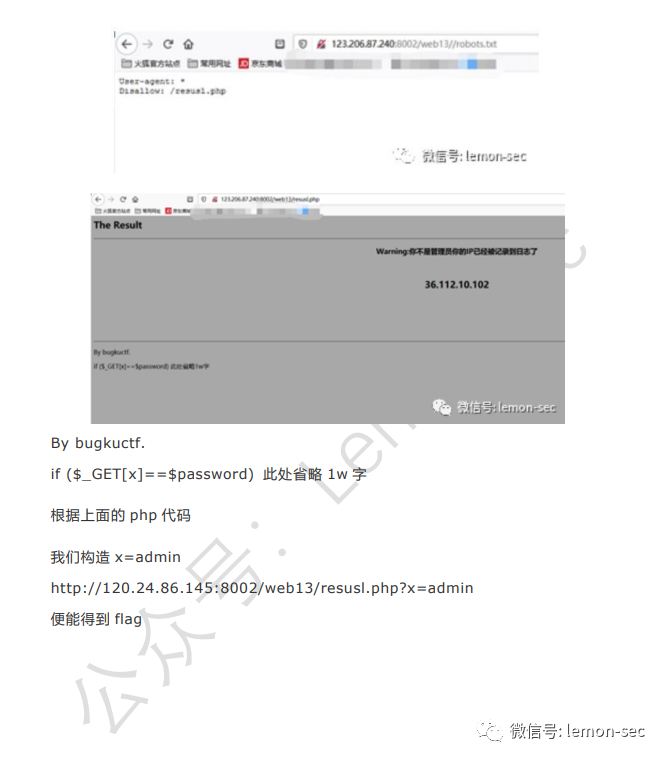 123.206.87.240:8002/web13//robots.txt
火狐官方站点 常用网址 JD 京东商城
User-agent: *
Disallow: /resusl.php
微信号: lemon-sec
123.206.87.240:8002/web13/resusl.php
火狐官方站点 常用网址 JD 京东商城
The Result
Warning:你不是管理员你的IP已经被记录到日志了
36.112.10.102
By bugkuctf.
if ($_GET[x]==$password) 此处省略1w字
微信号: lemon-sec
By bugkuctf.
if ($_GET[x]==$password) 此处省略 1w 字
根据上面的 php 代码
我们构造 x=admin
http://120.24.86.145:8002/web13/resusl.php?x=admin
便能得到 flag
公众号: Lem
微信号: lemon-sec